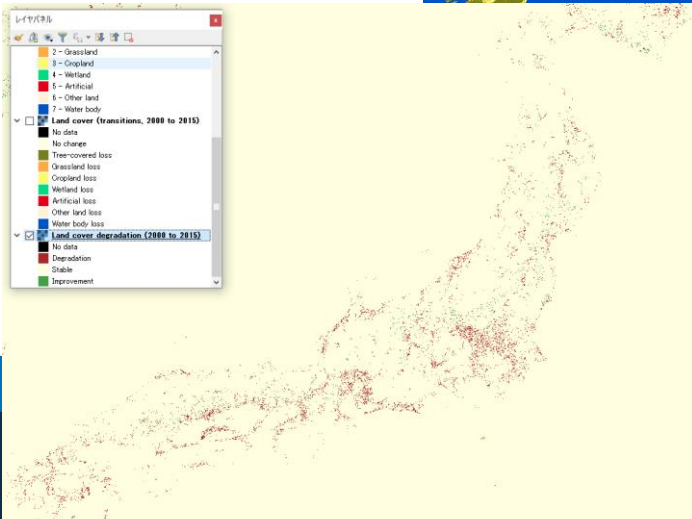 レイヤパネル
2 - Grassland
3 - Cropland
4 - Wetland
5 - Artificial
6 - Other land
7 - Water body
Land cover (transitions, 2000 to 2015)
No data
No change
Tree-covered loss
Grassland loss
Cropland loss
Wetland loss
Artificial loss
Other land loss
Water body loss
Land cover degradation (2000 to 2015)
No data
Degradation
Stable
Improvement